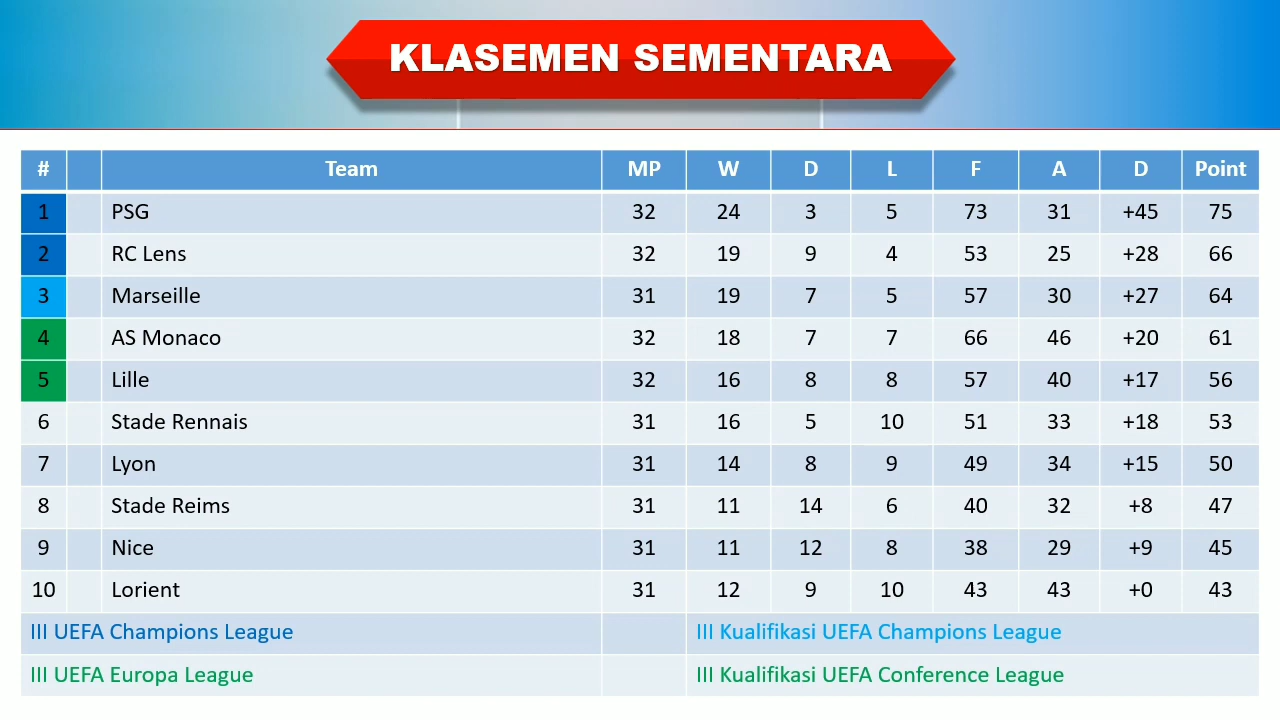 KLASEMEN SEMENTARA
# Team MP W D L F A D Point
1 PSG 32 24 3 5 73 31 +45 75
2 RC Lens 32 19 9 4 53 25 +28 66
3 Marseille 31 19 7 5 57 30 +27 64
4 AS Monaco 32 18 7 7 66 46 +20 61
5 Lille 32 16 8 8 57 40 +17 56
6 Stade Rennais 31 16 5 10 51 33 +18 53
7 Lyon 31 14 8 9 49 34 +15 50
8 Stade Reims 31 11 14 6 40 32 +8 47
9 Nice 31 11 12 8 38 29 +9 45
10 Lorient 31 12 9 10 43 43 +0 43
III UEFA Champions League III Kualifikasi UEFA Champions League
III UEFA Europa League III Kualifikasi UEFA Conference League